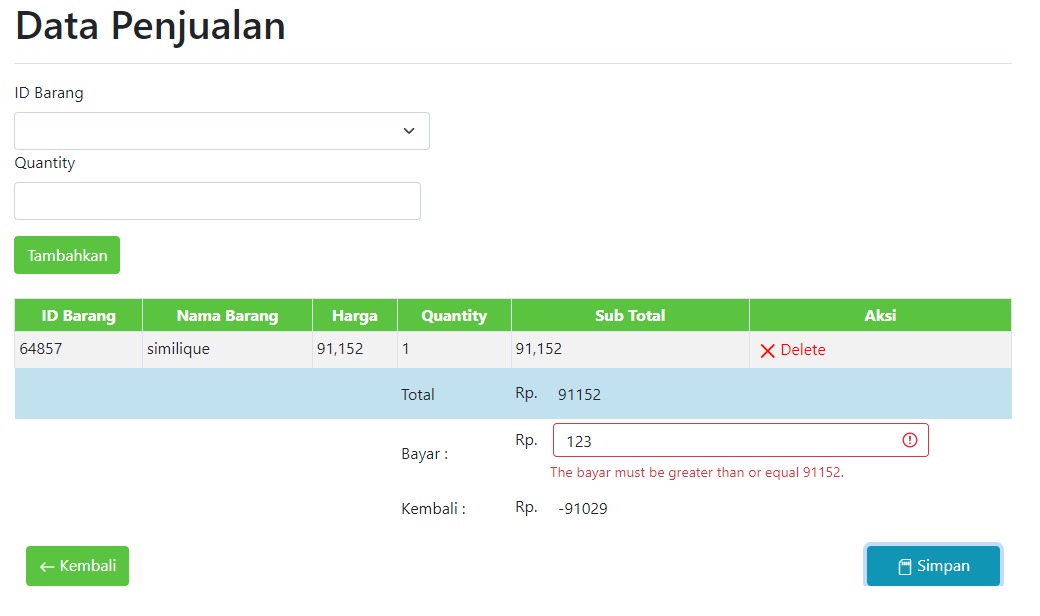 Data Penjualan
ID Barang
Quantity
Tambahkan
ID Barang Nama Barang Harga Quantity Sub Total Aksi
64857 similique 91,152 1 91,152 Delete
Total Rp. 91152
Bayar : Rp. 123
The bayar must be greater than or equal 91152.
Kembali : Rp. -91029
← Kembali Simpan